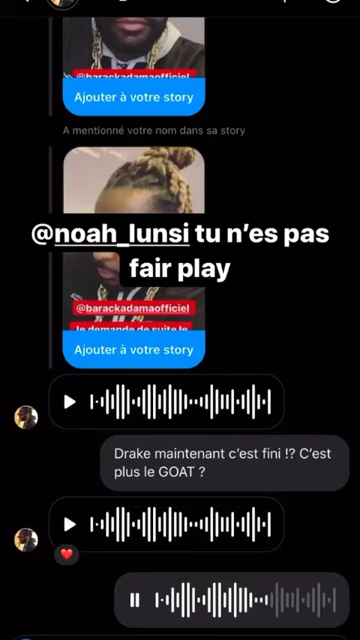 @barackadamaofficiel
Ajouter à votre story
A mentionné votre nom dans sa story
@noah_lunsi tu n’es pas
fair play
@barackadamaofficiel
je demande de suite le
Ajouter à votre story
Drake maintenant c’est fini !? C’est
plus le GOAT ?